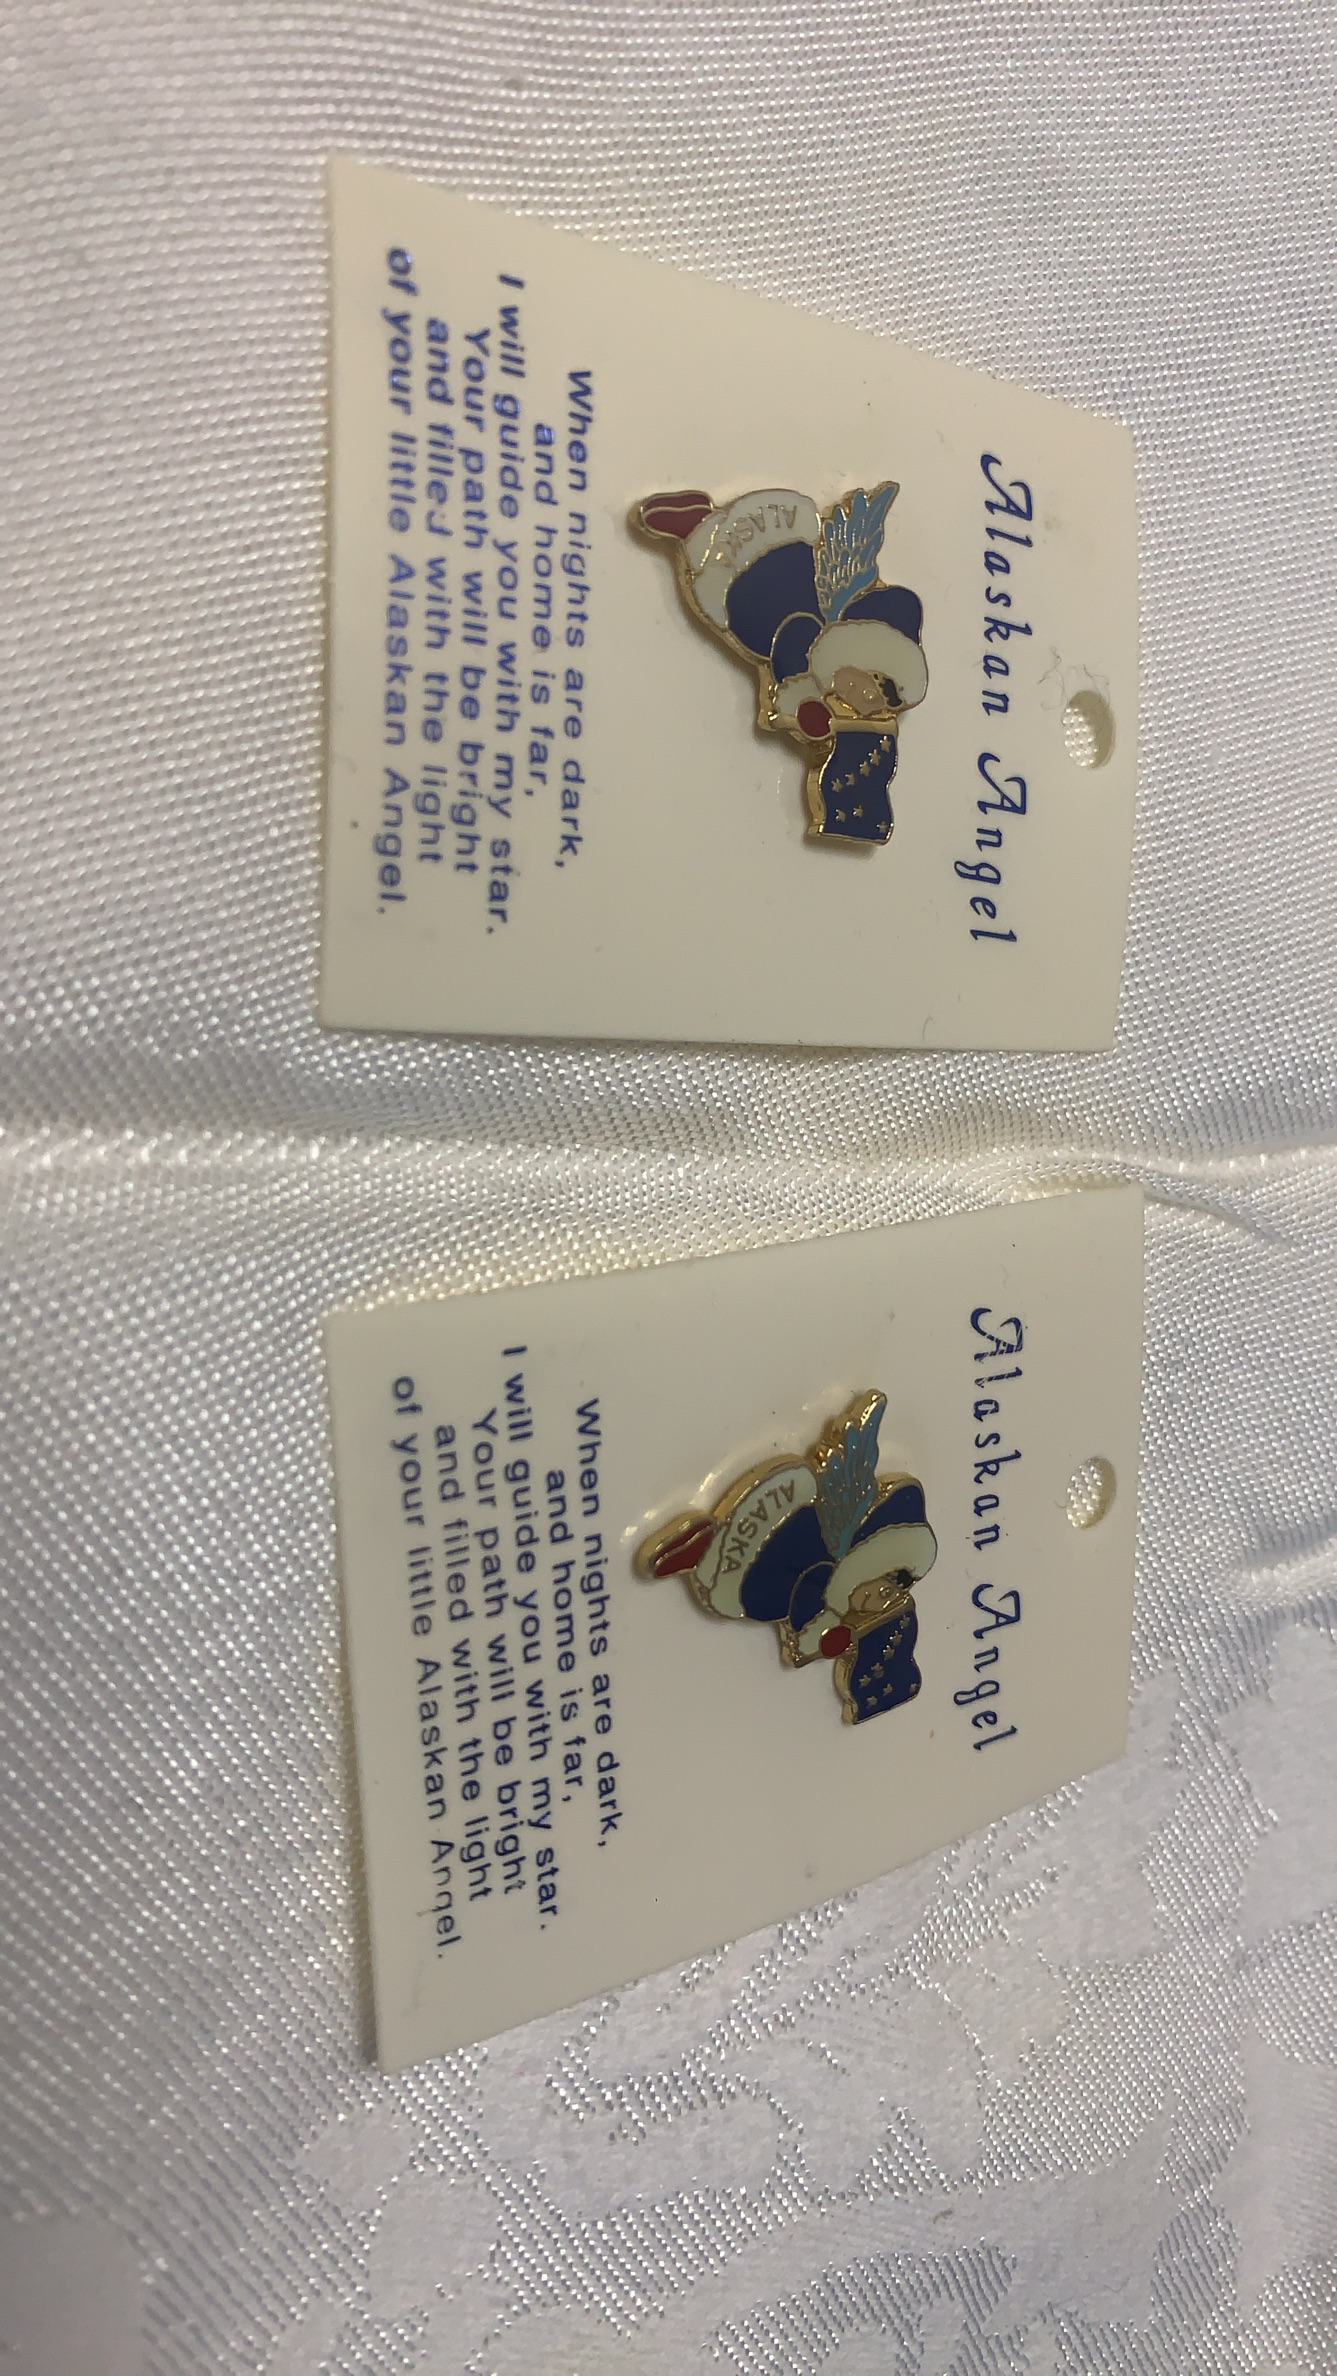 Alaskan Angel
ALASKA
When nights are dark,
and home is far,
I will guide you with my star.
Your path will be bright
and filled with the light
of your little Alaskan Angel.
Alaskan Angel
ALASKA
When nights are dark,
and home is far,
I will guide you with my star.
Your path will be bright
and filled with the light
of your little Alaskan Angel.